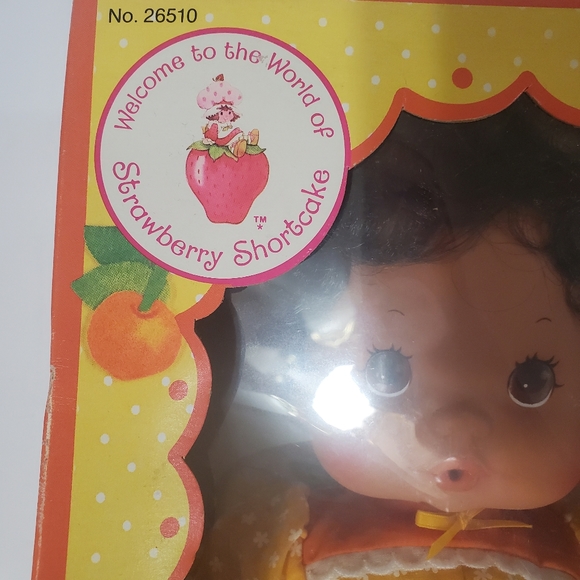 No. 26510
Welcome to the World of
Strawberry Shortcake
TM
*